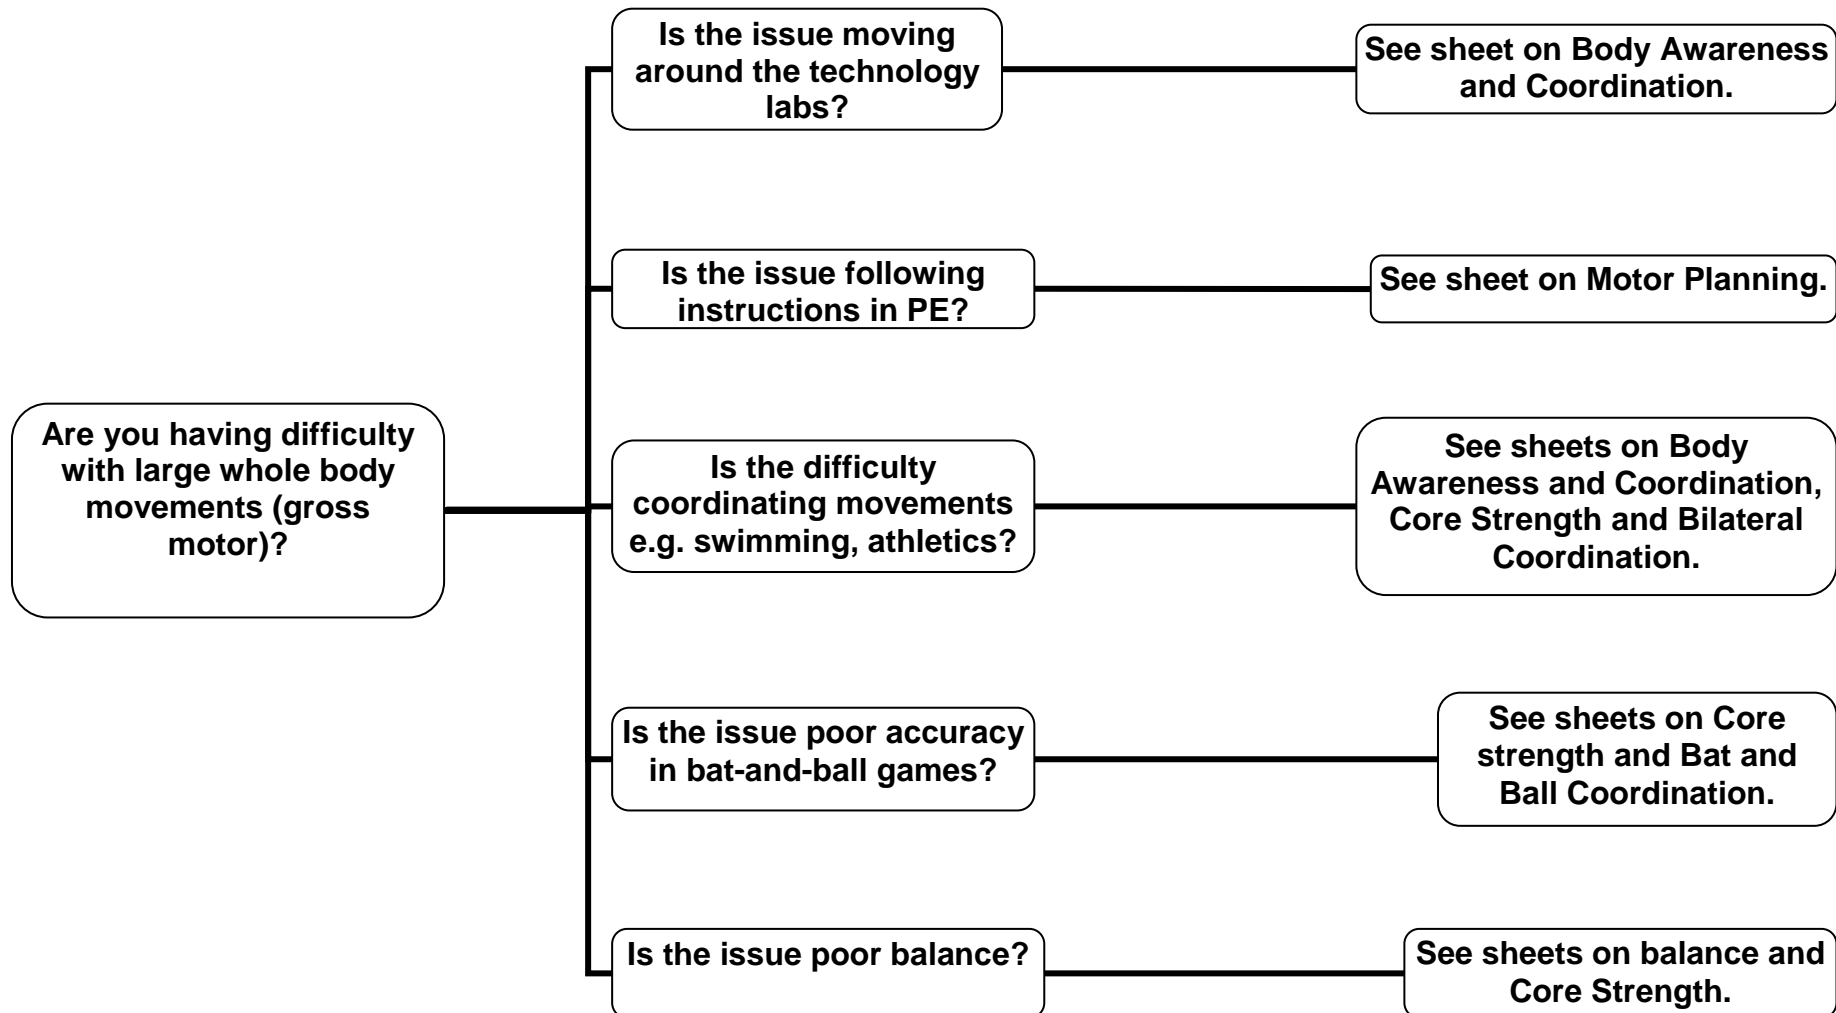 Is the issue moving
around the technology
labs?
See sheet on Body Awareness
and Coordination.
Is the issue following
instructions in PE?
See sheet on Motor Planning.
Are you having difficulty
with large whole body
movements (gross
motor)?
Is the difficulty
coordinating movements
e.g. swimming, athletics?
See sheets on Body
Awareness and Coordination,
Core Strength and Bilateral
Coordination.
Is the issue poor accuracy
in bat-and-ball games?
See sheets on Core
strength and Bat and
Ball Coordination.
Is the issue poor balance?
See sheets on balance and
Core Strength.